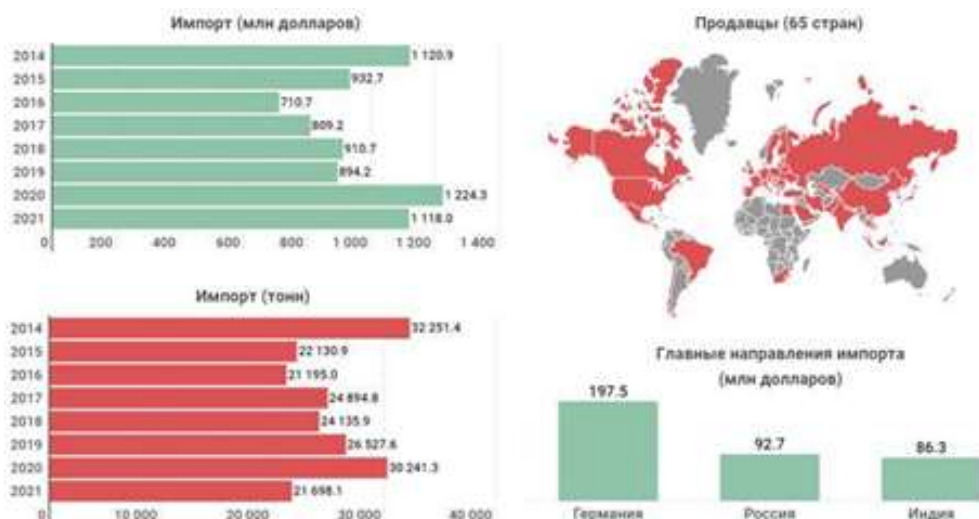 Импорт (млн долларов)
2014 1 120.9
2015 932.7
2016 710.7
2017 809.2
2018 910.7
2019 894.2
2020 1 224.3
2021 1 118.0
0 200 400 600 800 1 000 1 200 1 400
Продавцы (65 стран)
Импорт (тонн)
2014 32 251.4
2015 22 130.9
2016 21 195.0
2017 24 894.8
2018 24 135.9
2019 26 527.6
2020 30 241.3
2021 21 698.1
0 10 000 20 000 30 000 40 000
Главные направления импорта
(млн долларов)
197.5 92.7 86.3
Германия Россия Индия